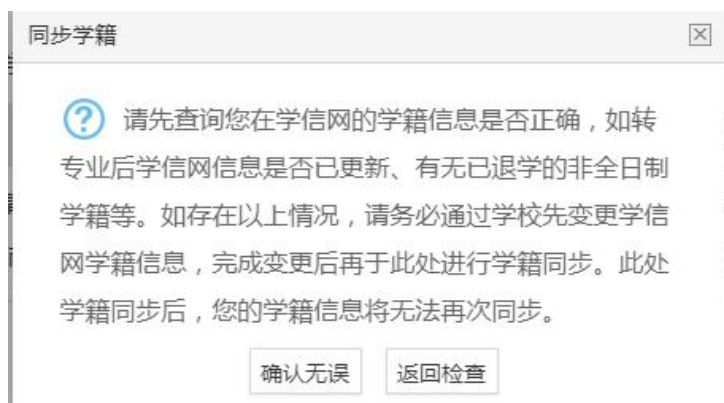 同步学籍
请先查询您在学信网的学籍信息是否正确，如转
专业后学信网信息是否已更新、有无已退学的非全日制
学籍等。如存在以上情况，请务必通过学校先变更学信
网学籍信息，完成变更后再于此处进行学籍同步。此处
学籍同步后，您的学籍信息将无法再次同步。
确认无误 返回检查